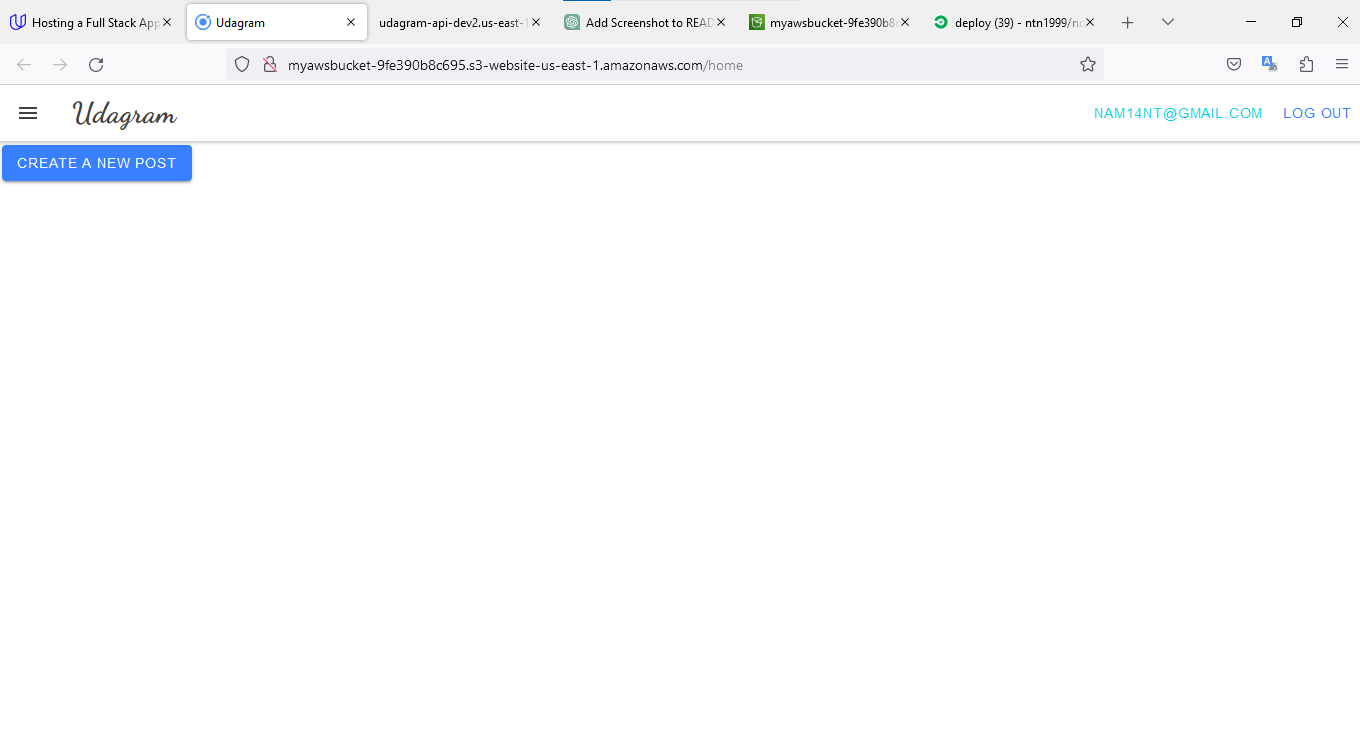 Hosting a Full Stack App
Udagram
udagram-api-dev2.us-east-1
Add Screenshot to READ
myawsbucket-9fe390b8c
deploy (39) - ntn1999/
myawsbucket-9fe390b8c695.s3-website-us-east-1.amazonaws.com/home
Udagram
NAM14NT@GMAIL.COM
LOG OUT
CREATE A NEW POST